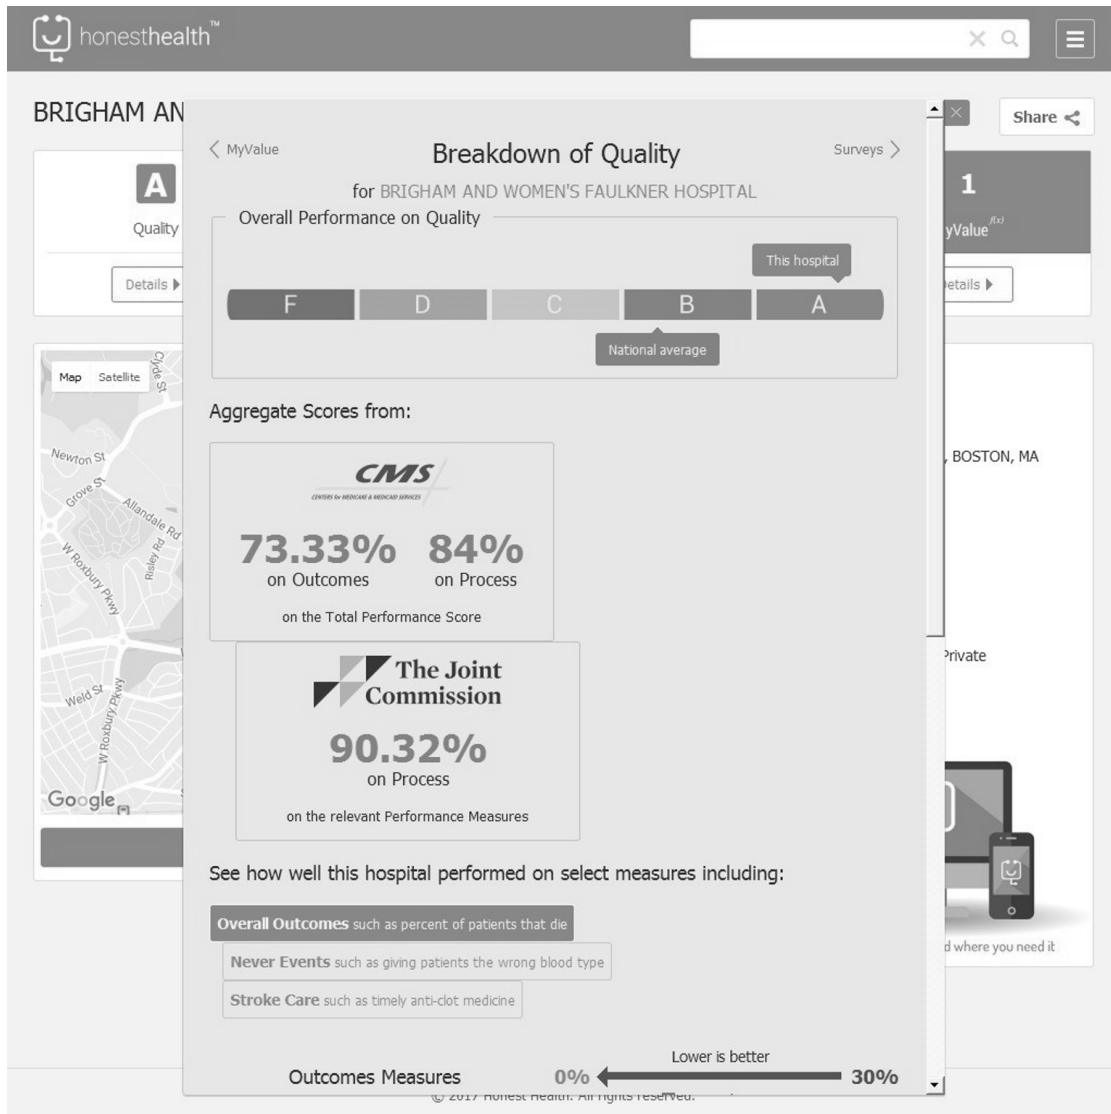 honesthealth™
BRIGHAM AN
Share
A
Quality
Details
1
yValue f(x)
etails
MyValue
Breakdown of Quality
Surveys
for BRIGHAM AND WOMEN'S FAULKNER HOSPITAL
Overall Performance on Quality
This hospital
F D C B A
National average
Map Satellite
Clyde St
Newton St
Grove St
Allandale Rd
Risley Rd
W Roxbury Pkwy
Weld St
W Roxbury Pkwy
Google
Aggregate Scores from:
CMS
CENTERS for MEDICARE & MEDICAID SERVICES
73.33% 84%
on Outcomes on Process
on the Total Performance Score
The Joint
Commission
90.32%
on Process
on the relevant Performance Measures
, BOSTON, MA
Private
See how well this hospital performed on select measures including:
Overall Outcomes such as percent of patients that die
Never Events such as giving patients the wrong blood type
Stroke Care such as timely anti-clot medicine
d where you need it
Lower is better
Outcomes Measures 0% 30%
© 2017 Honest Health. All rights reserved.